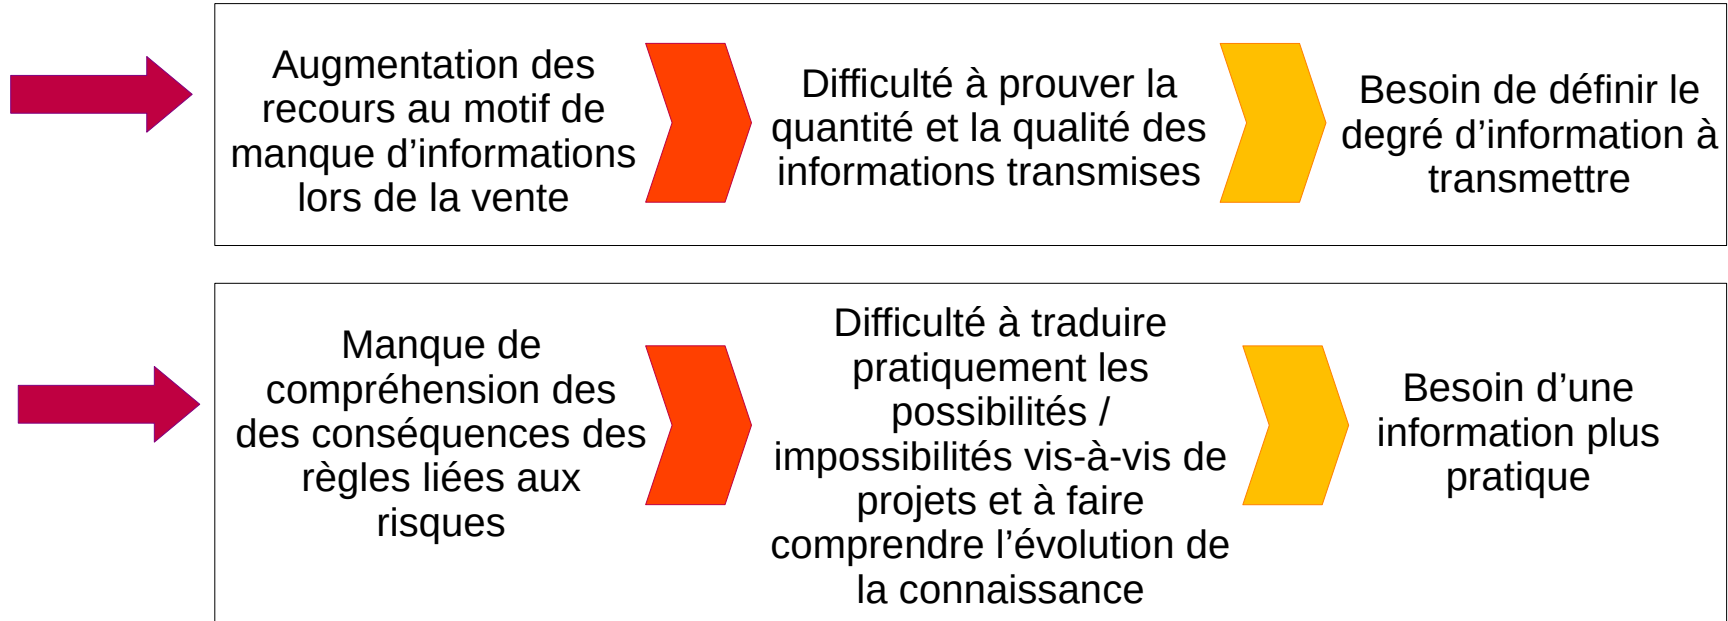 Augmentation des
recours au motif de
manque d’informations
lors de la vente
Difficulté à prouver la
quantité et la qualité des
informations transmises
Besoin de définir le
degré d’information à
transmettre
Manque de
compréhension des
des conséquences des
règles liées aux
risques
Difficulté à traduire
pratiquement les
possibilités /
impossibilités vis-à-vis de
projets et à faire
comprendre l’évolution de
la connaissance
Besoin d’une
information plus
pratique